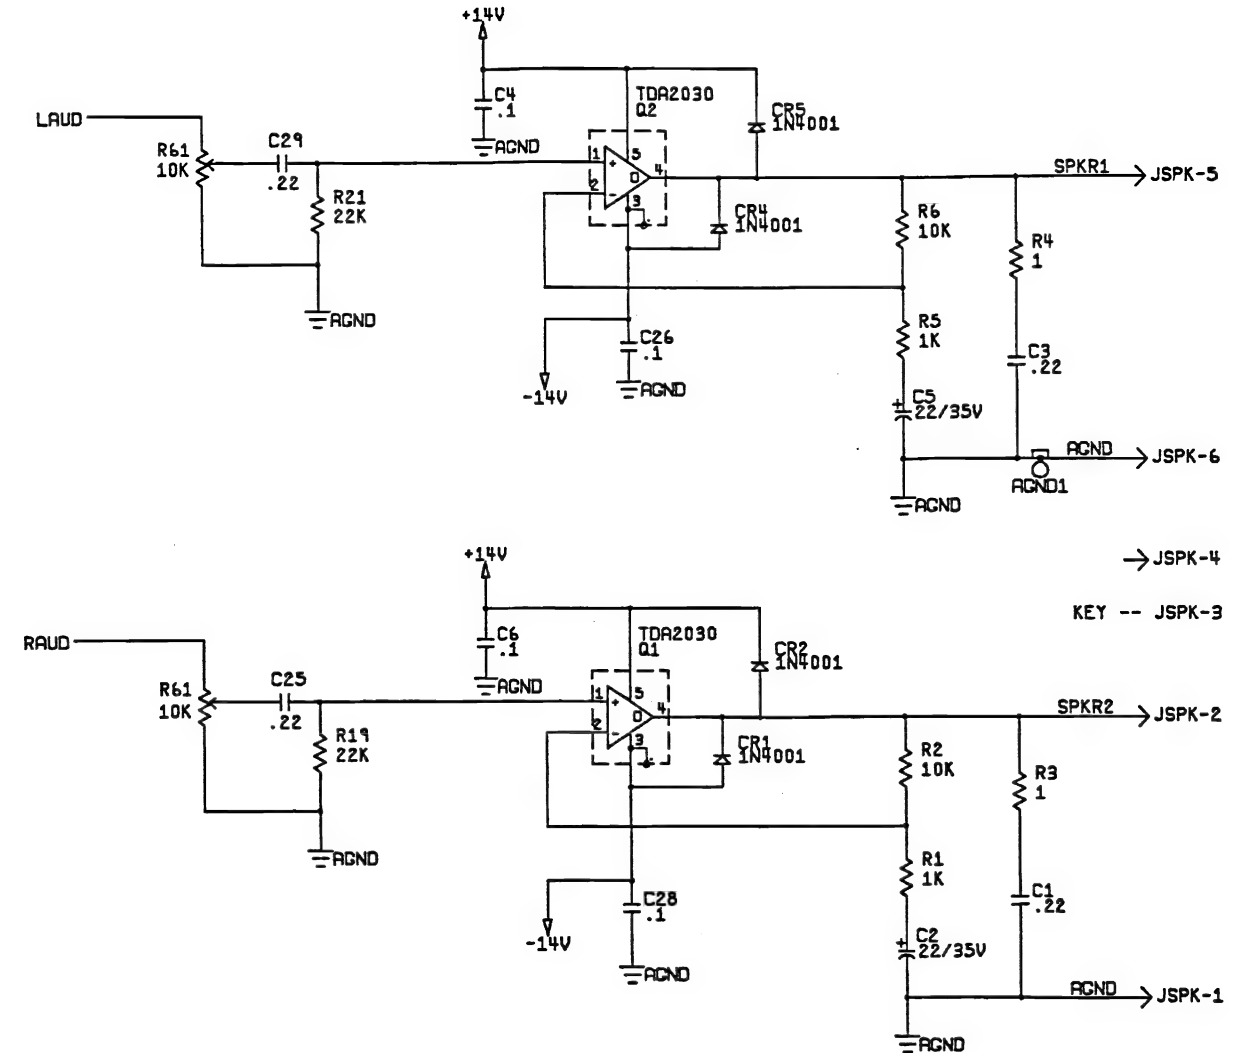 +14V
C4
.1
AGND
TDA2030
Q2
CR5
1N4001
LAUD
R61
10K
C29
.22
R21
22K
AGND
1
+
5
4
2
-
3
O
CR4
1N4001
SPKR1
JSPK-5
R6
10K
R4
1
R5
1K
C3
.22
C26
.1
AGND
-14V
+
C5
22/35V
AGND
JSPK-6
AGND1
AGND
+14V
JSPK-4
KEY -- JSPK-3
C6
.1
AGND
TDA2030
Q1
CR2
1N4001
RAUD
R61
10K
C25
.22
R19
22K
AGND
1
+
5
4
2
-
3
O
CR1
1N4001
SPKR2
JSPK-2
R2
10K
R3
1
R1
1K
C1
.22
C28
.1
AGND
-14V
+
C2
22/35V
AGND
JSPK-1
AGND